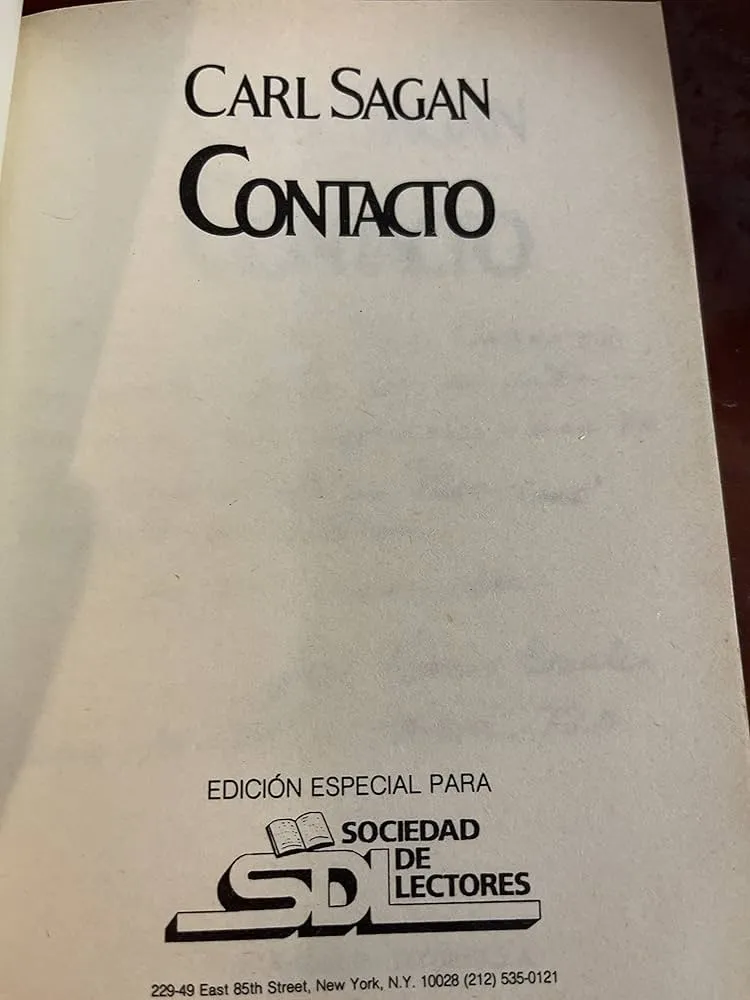 CARL SAGAN
CONTACTO
EDICIÓN ESPECIAL PARA
SDL
SOCIEDAD
DE
LECTORES
229-49 East 85th Street, New York, N.Y. 10028 (212) 535-0121